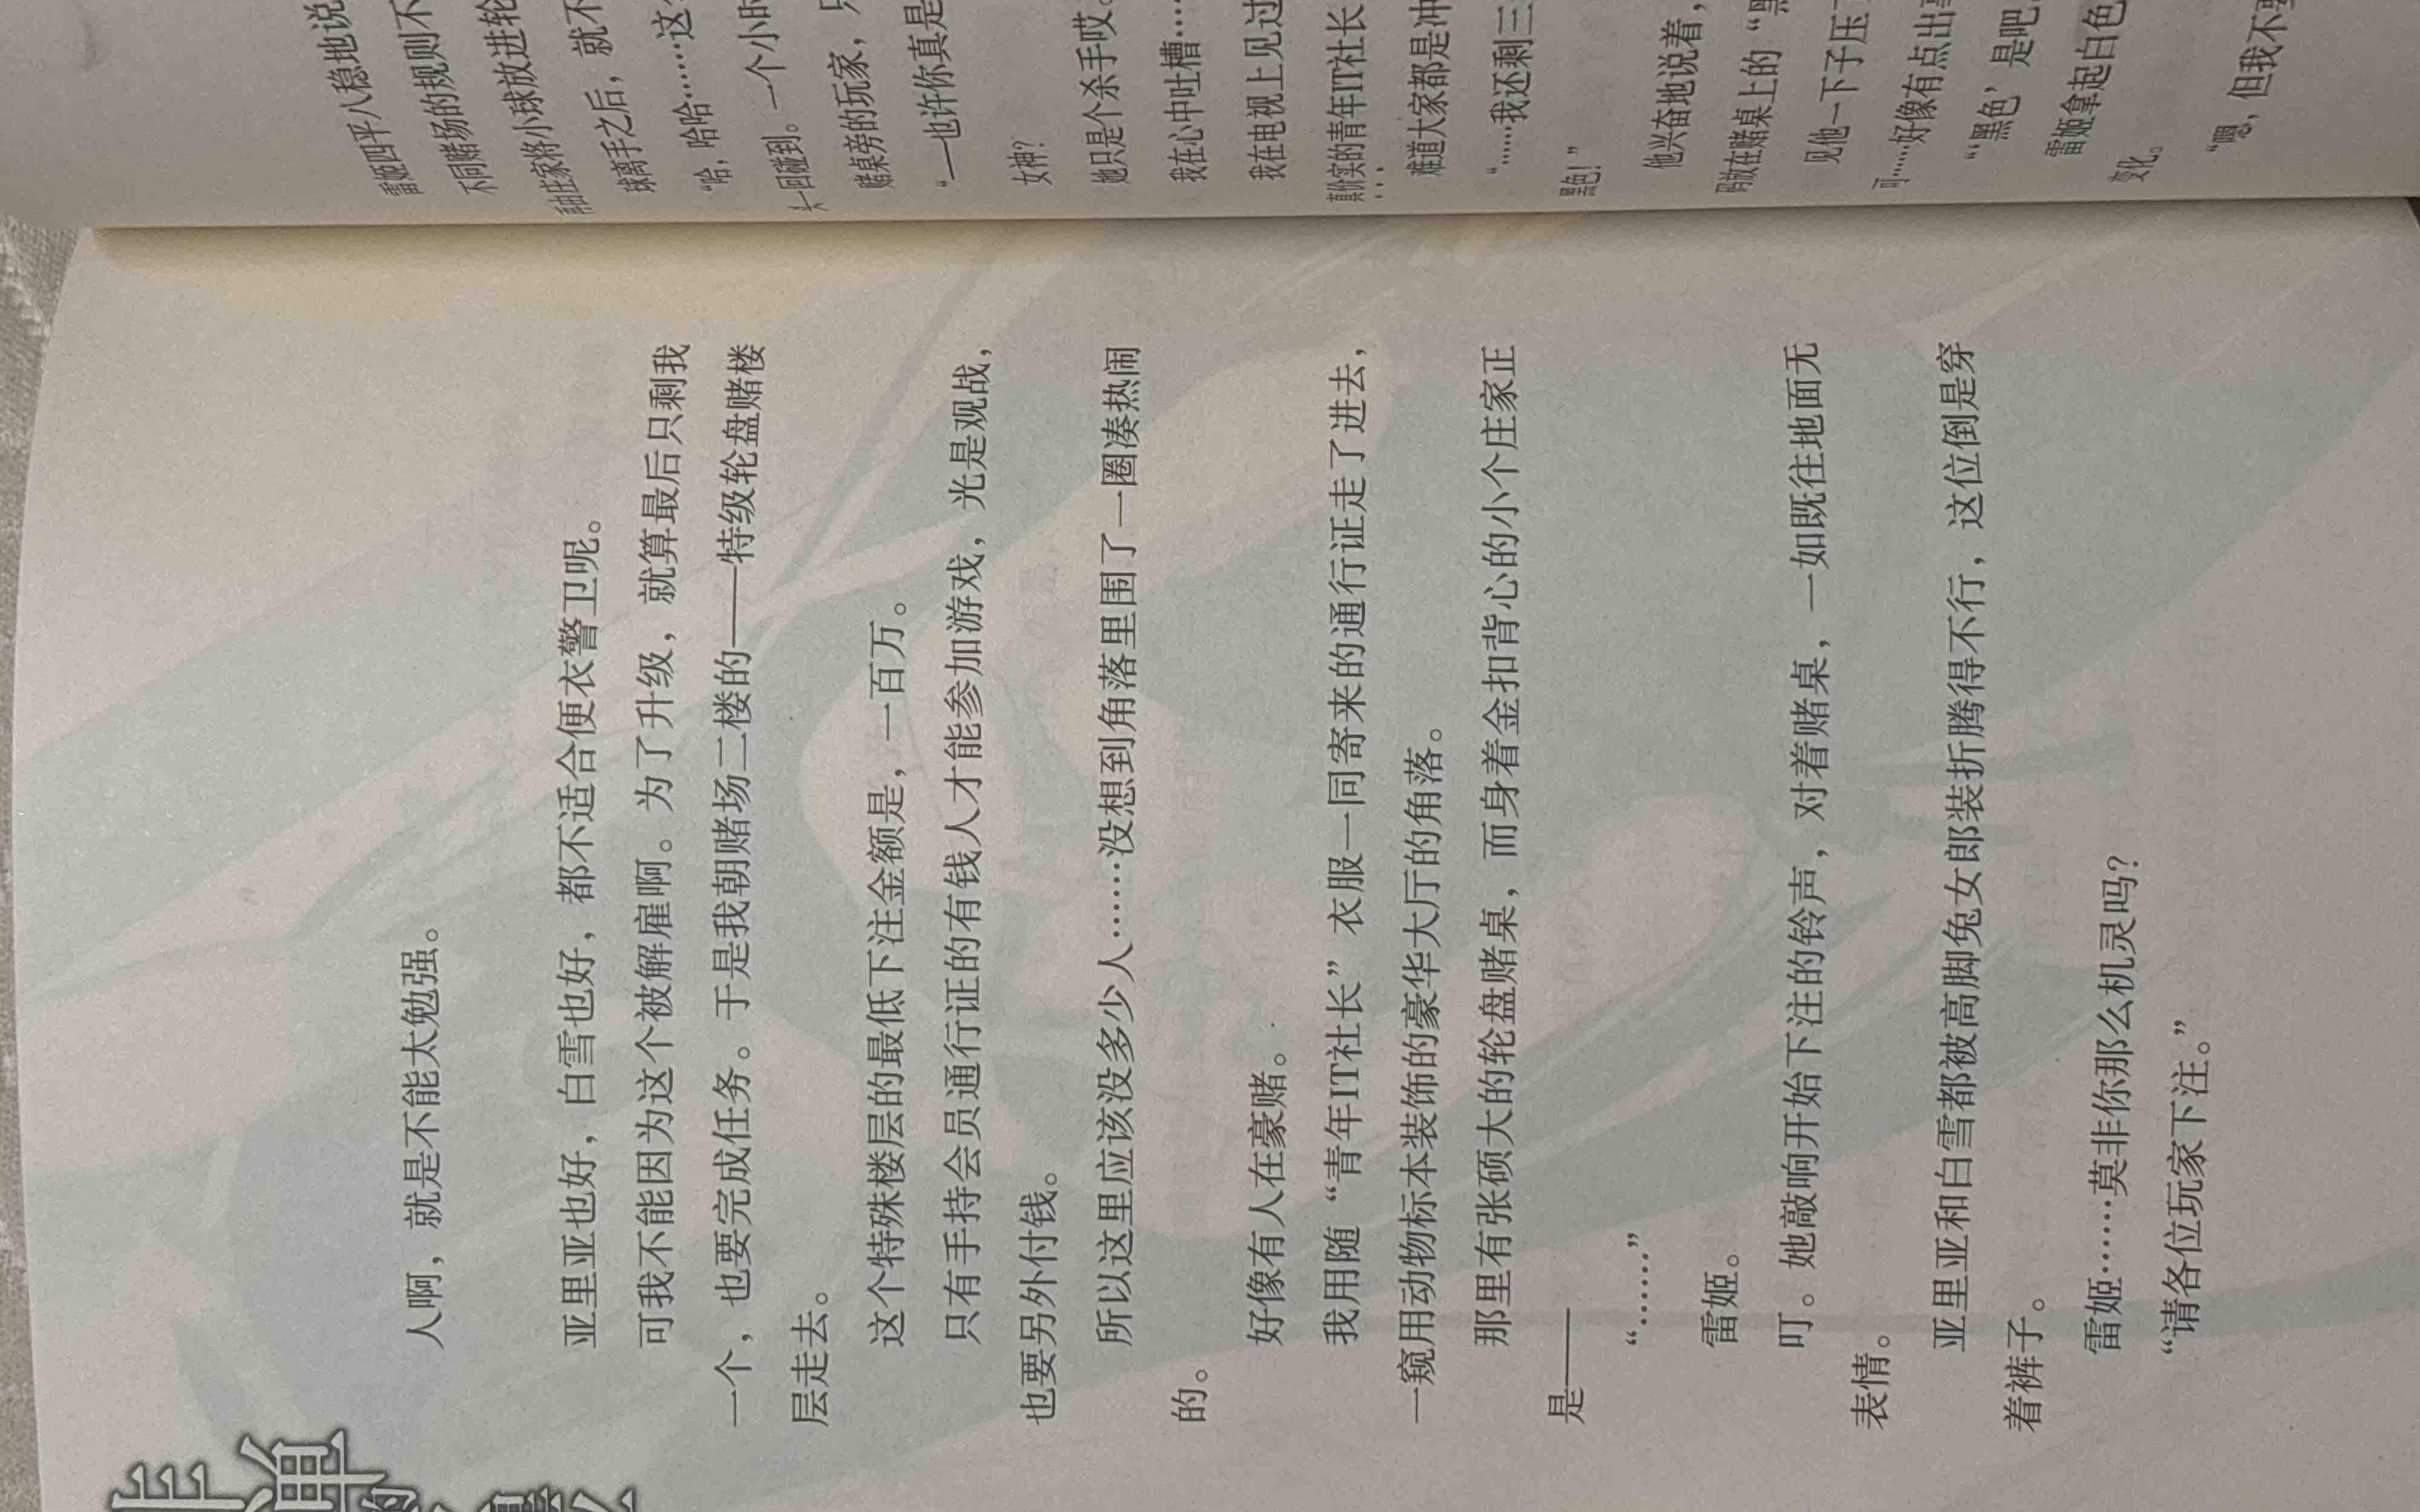 人啊，就是不能太勉强。
亚里亚也好，白雪也好，都不适合便衣警卫呢。
可我不能因为这个被解雇啊。为了升级，就算最后只剩我
一个，也要完成任务。于是我朝赌场二楼的——特级轮盘赌楼
层走去。
这个特殊楼层的最低下注金额是，一百万。
只有手持会员通行证的有钱人才能参加游戏，光是观战，
也要另外付钱。
所以这里应该没多少人……没想到角落里围了一圈凑热闹
的。
好像有人在豪赌。
我用随“青年IT社长”衣服一同寄来的通行证走了进去，
一窥用动物标本装饰的豪华大厅的角落。
那里有张硕大的轮盘赌桌，而身着金扣背心的小个庄家正
是——
“……”
雷姬。
叮。她敲响开始下注的铃声，对着赌桌，一如既往地面无
表情。
亚里亚和白雪都被高脚兔女郎装折腾得不行，这位倒是穿
着裤子。
雷姬……莫非你那么机灵吗？
“请各位玩家下注。”
雷姬四平八稳地说
不同赌场的规则不
再由庄家将小球放进轮
球离手之后，就不
“哈，哈哈……这
头一回碰到。一个小时
赌桌旁的玩家，只
“—也许你真是
女神？
她只是个杀手哎
我在心中吐槽……
我在电视上见过
真价实的青年IT社长
难道大家都是冲
“……我还剩三
黑色！”
他兴奋地说着，
码放在赌桌上的“黑
见他一下子压
可……好像有点出
“‘黑色’是吧
雷姬拿起白色
变化。
“嗯，但我不要